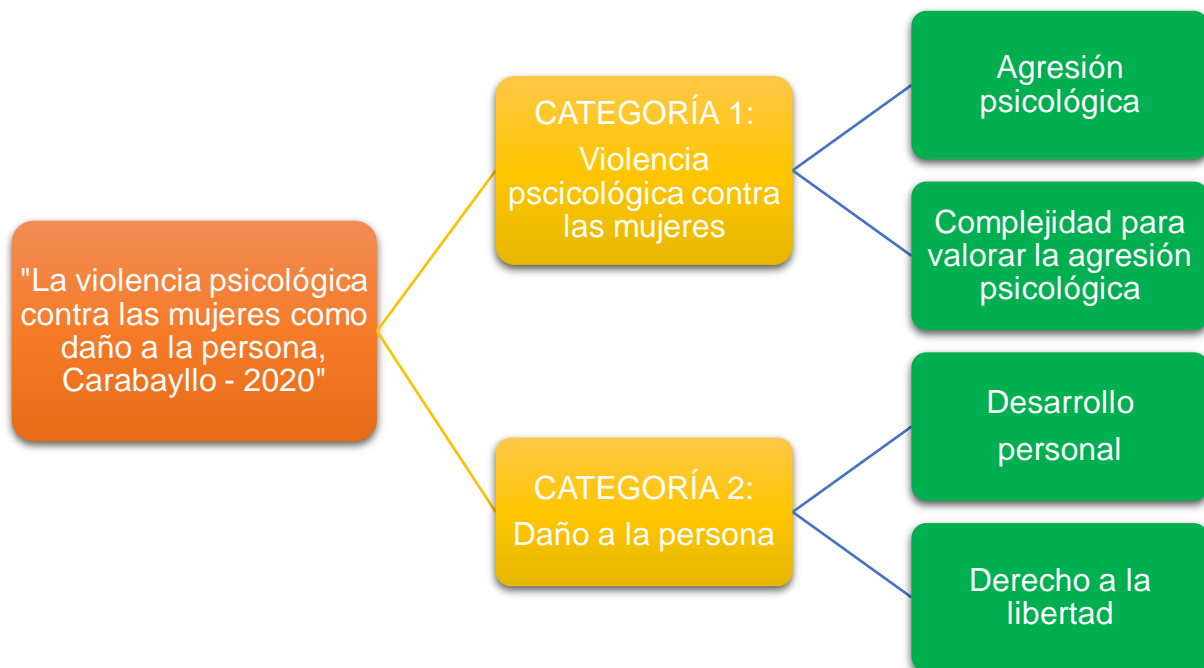 "La violencia psicológica
contra las mujeres como
daño a la persona,
Carabayllo - 2020"
CATEGORÍA 1:
Violencia
pscicológica contra
las mujeres
Agresión
psicológica
Complejidad para
valorar la agresión
psicológica
CATEGORÍA 2:
Daño a la persona
Desarrollo
personal
Derecho a la
libertad